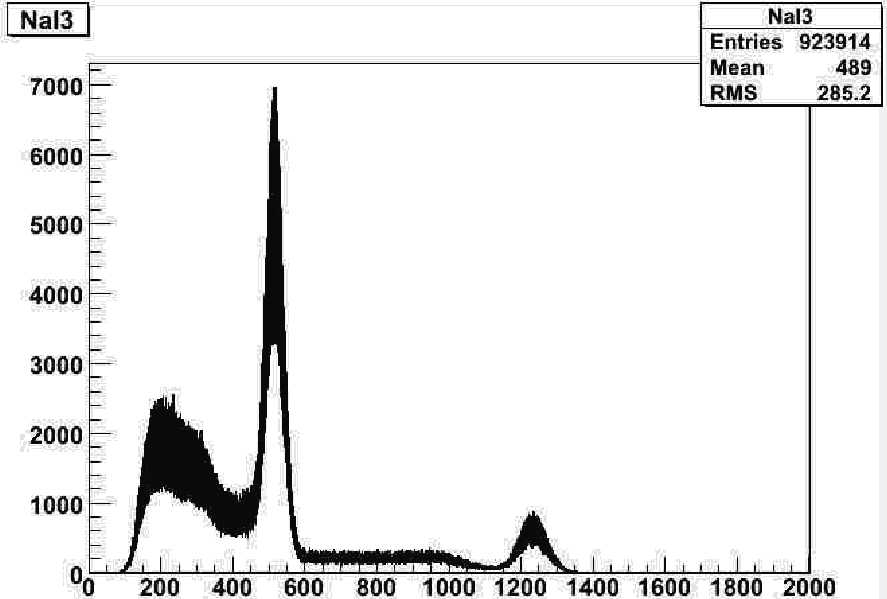 NaI3
NaI3
Entries 923914
Mean 489
RMS 285.2
7000
6000
5000
4000
3000
2000
1000
0
0 200 400 600 800 1000 1200 1400 1600 1800 2000